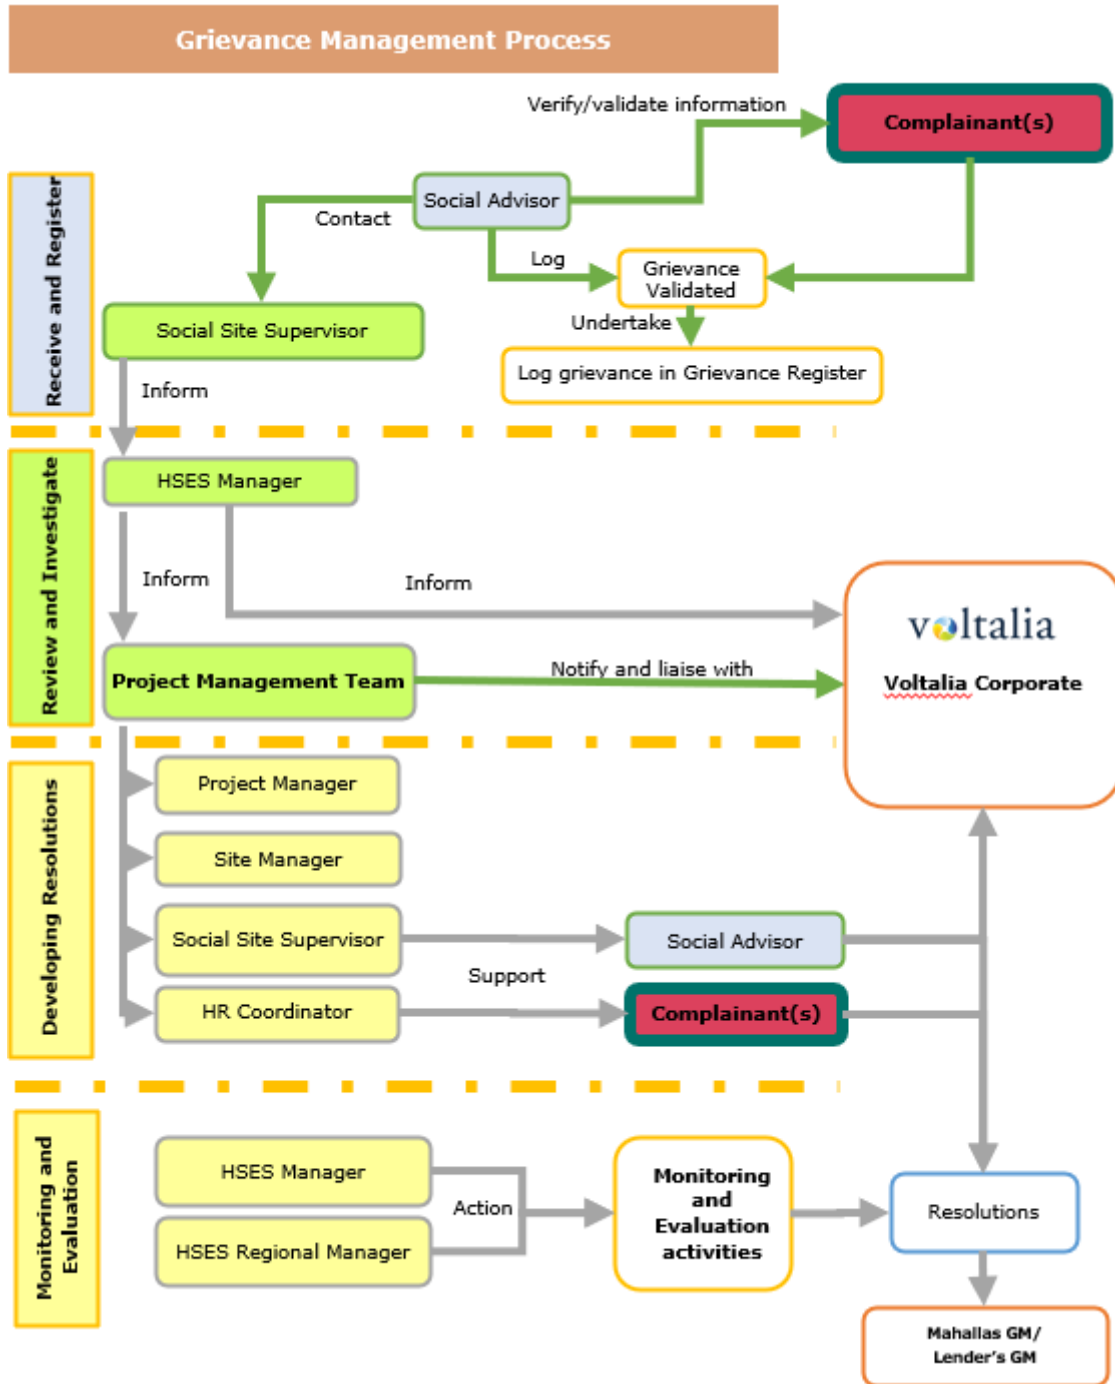 Grievance Management Process
Verify/validate information
Complainant(s)
Receive and Register
Social Advisor
Contact
Log
Grievance
Validated
Undertake
Social Site Supervisor
Log grievance in Grievance Register
Inform
Review and Investigate
HSES Manager
Inform
Inform
voltalia
Voltalia Corporate
Project Management Team
Notify and liaise with
Developing Resolutions
Project Manager
Site Manager
Social Site Supervisor
Social Advisor
Support
HR Coordinator
Complainant(s)
Monitoring and
Evaluation
HSES Manager
Action
HSES Regional Manager
Monitoring
and
Evaluation
activities
Resolutions
Mahallas GM/
Lender's GM